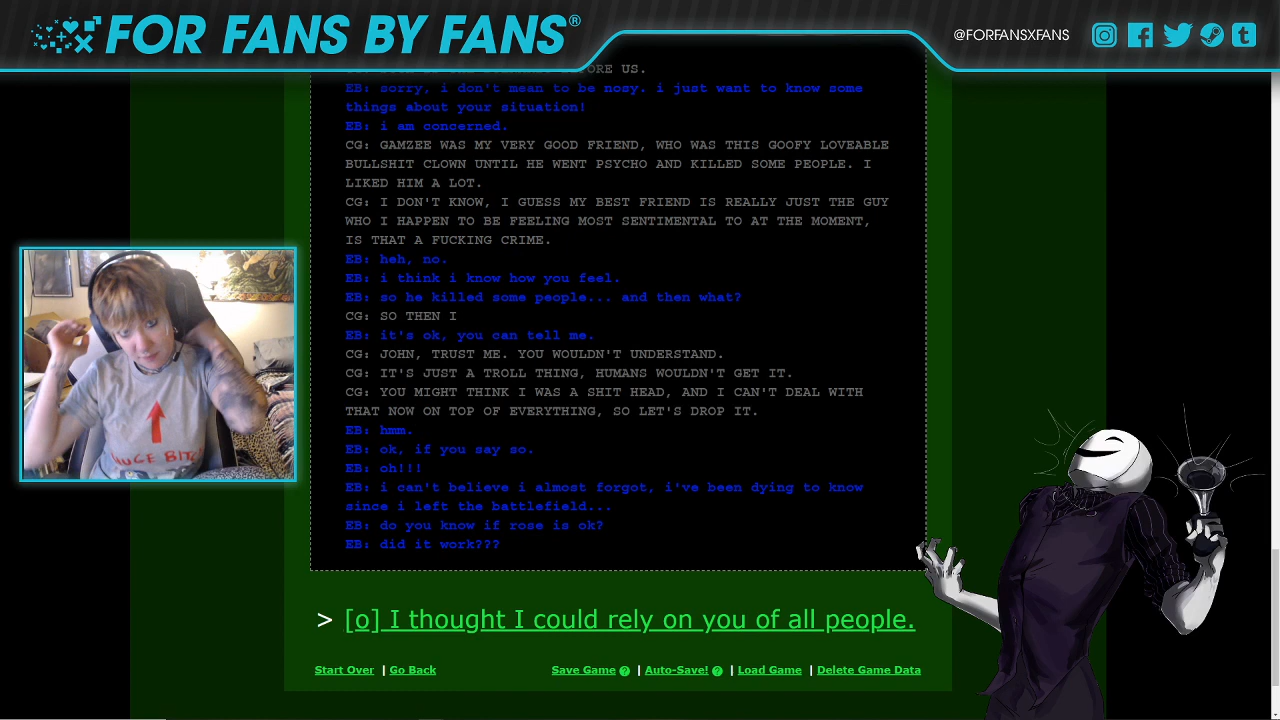 FOR FANS BY FANS®
@FORFANSXFANS
BEFORE US.
EB: sorry, i don't mean to be nosy. i just want to know some
things about your situation!
EB: i am concerned.
CG: GAMZEE WAS MY VERY GOOD FRIEND, WHO WAS THIS GOOFY LOVEABLE
BULLSHIT CLOWN UNTIL HE WENT PSYCHO AND KILLED SOME PEOPLE. I
LIKED HIM A LOT.
CG: I DON'T KNOW, I GUESS MY BEST FRIEND IS REALLY JUST THE GUY
WHO I HAPPEN TO BE FEELING MOST SENTIMENTAL TO AT THE MOMENT,
IS THAT A FUCKING CRIME.
EB: heh, no.
EB: i think i know how you feel.
EB: so he killed some people... and then what?
CG: SO THEN I
EB: it's ok, you can tell me.
CG: JOHN, TRUST ME. YOU WOULDN'T UNDERSTAND.
CG: IT'S JUST A TROLL THING, HUMANS WOULDN'T GET IT.
CG: YOU MIGHT THINK I WAS A SHIT HEAD, AND I CAN'T DEAL WITH
THAT NOW ON TOP OF EVERYTHING, SO LET'S DROP IT.
EB: hmm.
EB: ok, if you say so.
EB: oh!!!
EB: i can't believe i almost forgot, i've been dying to know
since i left the battlefield...
EB: do you know if rose is ok?
EB: did it work???
> [o] I thought I could rely on you of all people.
Start Over | Go Back
Save Game ? | Auto-Save! ? | Load Game | Delete Game Data
HUGE BITCH